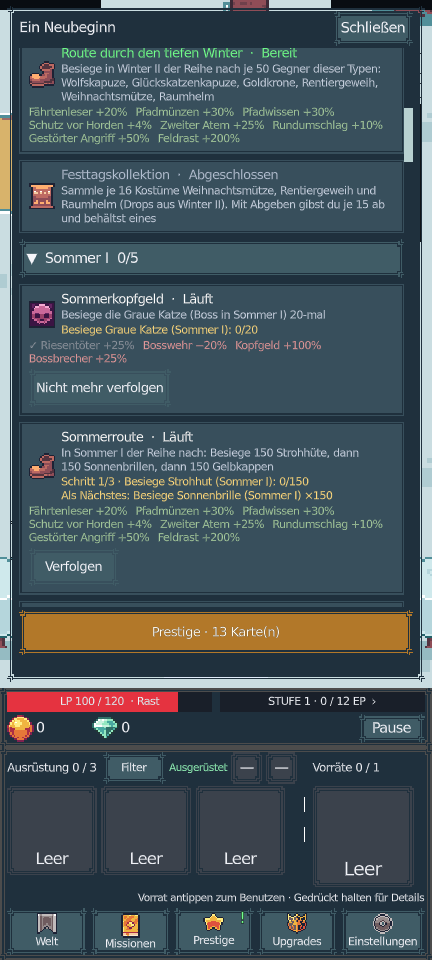 Ein Neubeginn
Schließen
Route durch den tiefen Winter · Bereit
Besiege in Winter II der Reihe nach je 50 Gegner dieser Typen:
Wolfskapuze, Glückskatzenkapuze, Goldkrone, Rentiergeweih,
Weihnachtsmütze, Raumhelm
Fährtenleser +20% Pfadmünzen +30% Pfadwissen +30%
Schutz vor Horden +4% Zweiter Atem +25% Rundumschlag +10%
Gestörter Angriff +50% Feldrast +200%
Festtagskollektion · Abgeschlossen
Sammle je 16 Kostüme Weihnachtsmütze, Rentiergeweih und
Raumhelm (Drops aus Winter II). Mit Abgeben gibst du je 15 ab
und behältst eines
▼ Sommer I 0/5
Sommerkopfgeld · Läuft
Besiege die Graue Katze (Boss in Sommer I) 20-mal
Besiege Graue Katze (Sommer I): 0/20
✓ Riesentöter +25% Bosswehr −20% Kopfgeld +100%
Bossbrecher +25%
Nicht mehr verfolgen
Sommerroute · Läuft
In Sommer I der Reihe nach: Besiege 150 Strohhüte, dann
150 Sonnenbrillen, dann 150 Gelbkappen
Schritt 1/3 · Besiege Strohhut (Sommer I): 0/150
Als Nächstes: Besiege Sonnenbrille (Sommer I) ×150
Fährtenleser +20% Pfadmünzen +30% Pfadwissen +30%
Schutz vor Horden +4% Zweiter Atem +25% Rundumschlag +10%
Gestörter Angriff +50% Feldrast +200%
Verfolgen
Prestige · 13 Karte(n)
LP 100 / 120 · Rast
STUFE 1 · 0 / 12 EP ›
0
0
Pause
Ausrüstung 0 / 3
Filter
Ausgerüstet
—
—
Vorräte 0 / 1
Leer
Leer
Leer
Leer
Vorrat antippen zum Benutzen · Gedrückt halten für Details
Welt
Missionen
Prestige
!
Upgrades
Einstellungen